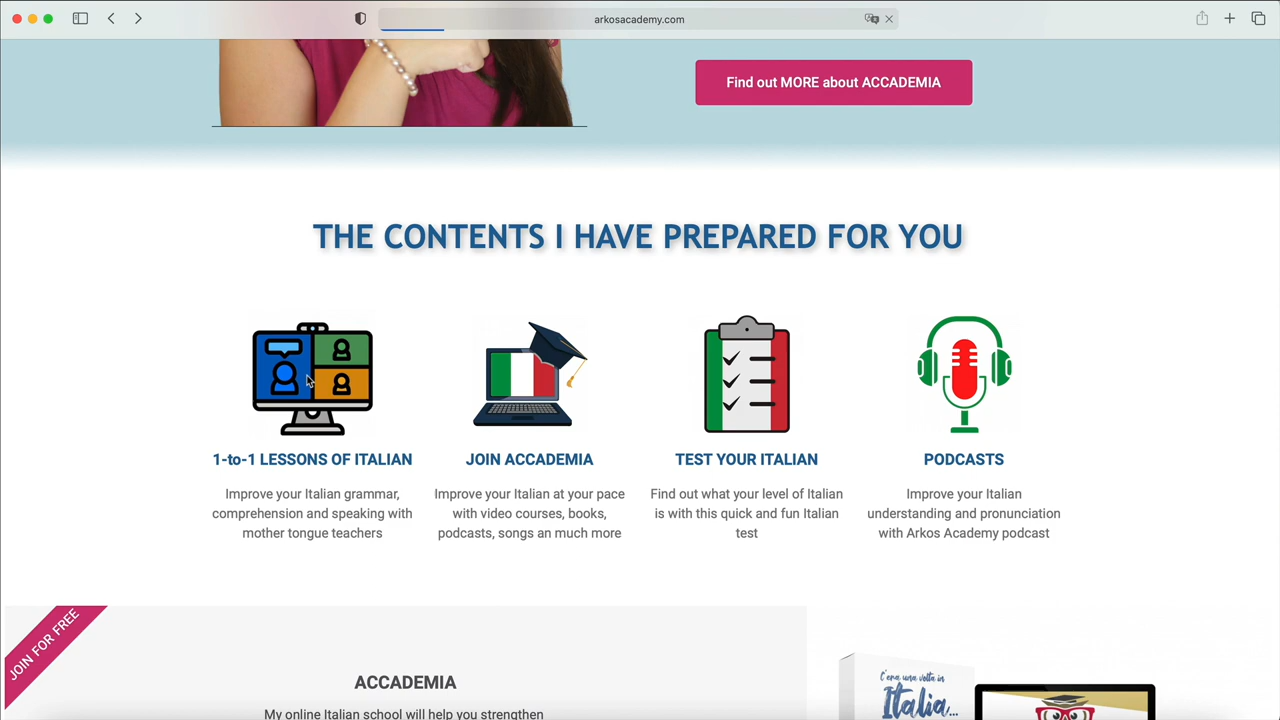 arkosacademy.com
Find out MORE about ACCADEMIA
THE CONTENTS I HAVE PREPARED FOR YOU
1-to-1 LESSONS OF ITALIAN
Improve your Italian grammar,
comprehension and speaking with
mother tongue teachers
JOIN ACCADEMIA
Improve your Italian at your pace
with video courses, books,
podcasts, songs an much more
TEST YOUR ITALIAN
Find out what your level of Italian
is with this quick and fun Italian
test
PODCASTS
Improve your Italian
understanding and pronunciation
with Arkos Academy podcast
JOIN FOR FREE
ACCADEMIA
My online Italian school will help you strengthen
C'era una volta in
Italia...